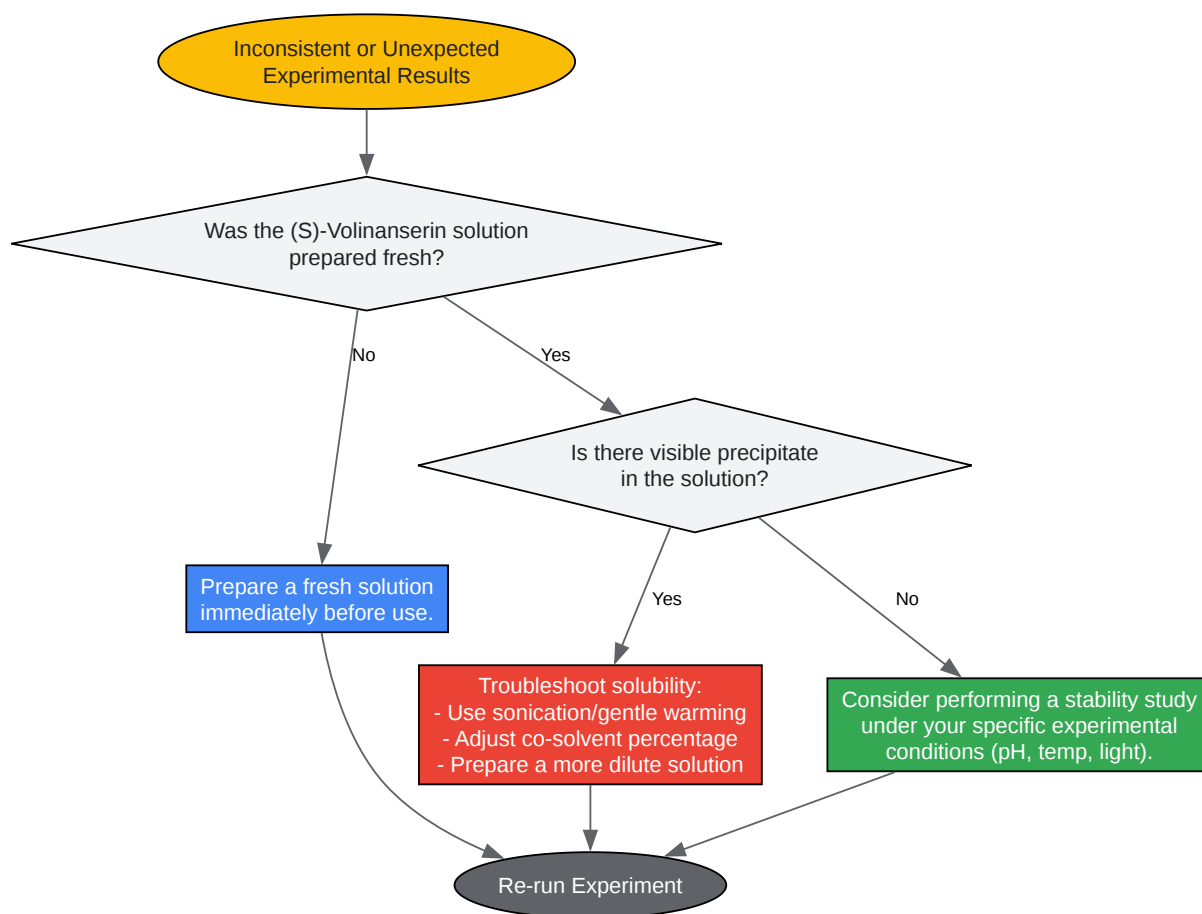 Inconsistent or Unexpected
Experimental Results
Was the (S)-Volinanserin solution
prepared fresh?
No
Yes
Is there visible precipitate
in the solution?
Prepare a fresh solution
immediately before use.
Yes
No
Troubleshoot solubility:
- Use sonication/gentle warming
- Adjust co-solvent percentage
- Prepare a more dilute solution
Consider performing a stability study
under your specific experimental
conditions (pH, temp, light).
Re-run Experiment